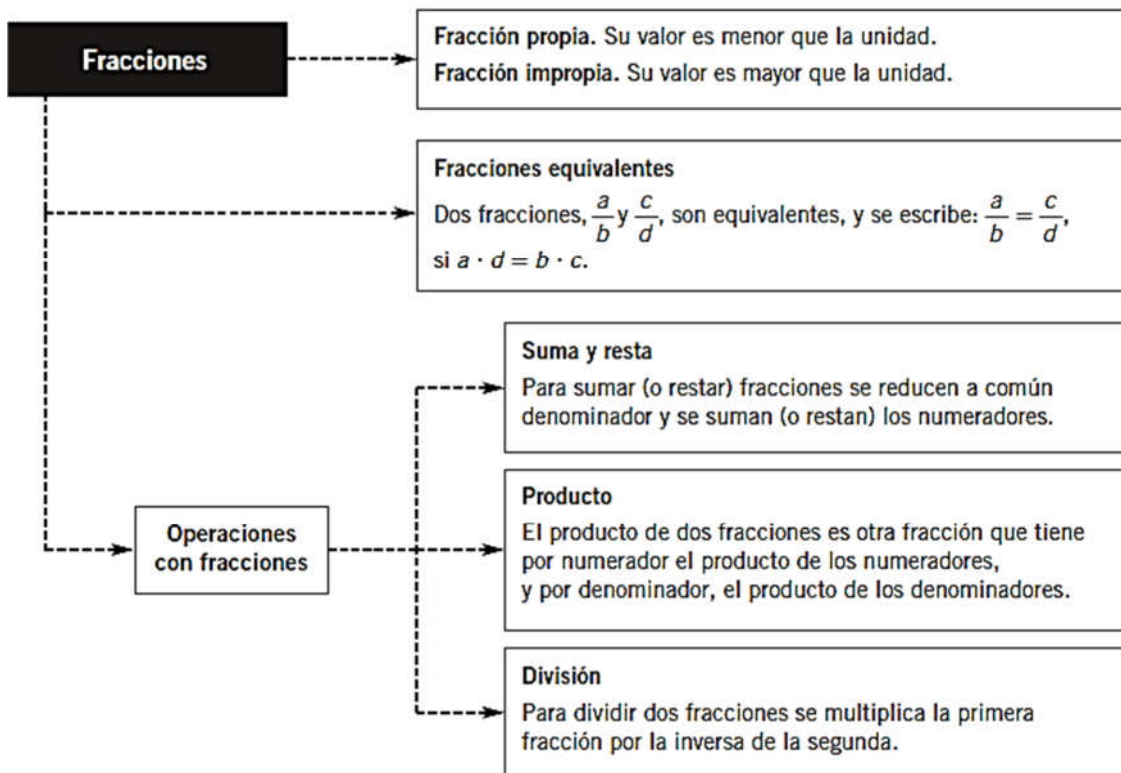 Fracciones
Fracción propia. Su valor es menor que la unidad.
Fracción impropia. Su valor es mayor que la unidad.
Fracciones equivalentes
Dos fracciones, a/b y c/d, son equivalentes, y se escribe: a/b = c/d,
si a · d = b · c.
Operaciones
con fracciones
Suma y resta
Para sumar (o restar) fracciones se reducen a común
denominador y se suman (o restan) los numeradores.
Producto
El producto de dos fracciones es otra fracción que tiene
por numerador el producto de los numeradores,
y por denominador, el producto de los denominadores.
División
Para dividir dos fracciones se multiplica la primera
fracción por la inversa de la segunda.